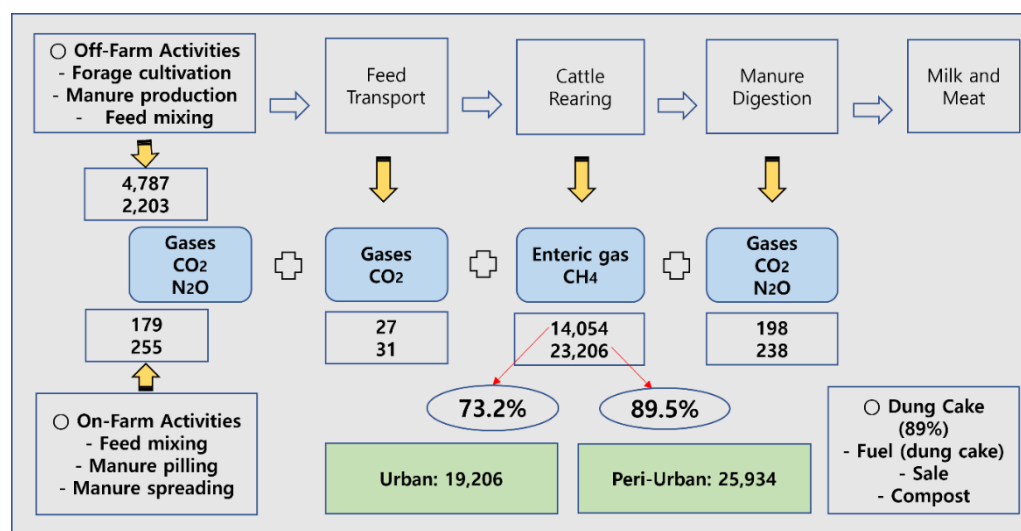 ○ Off-Farm Activities
- Forage cultivation
- Manure production
- Feed mixing
Feed
Transport
Cattle
Rearing
Manure
Digestion
Milk and
Meat
4,787
2,203
Gases
CO2
N2O
Gases
CO2
Enteric gas
CH4
Gases
CO2
N2O
179
255
27
31
14,054
23,206
198
238
73.2%
89.5%
○ On-Farm Activities
- Feed mixing
- Manure pilling
- Manure spreading
Urban: 19,206
Peri-Urban: 25,934
○ Dung Cake
(89%)
- Fuel (dung cake)
- Sale
- Compost